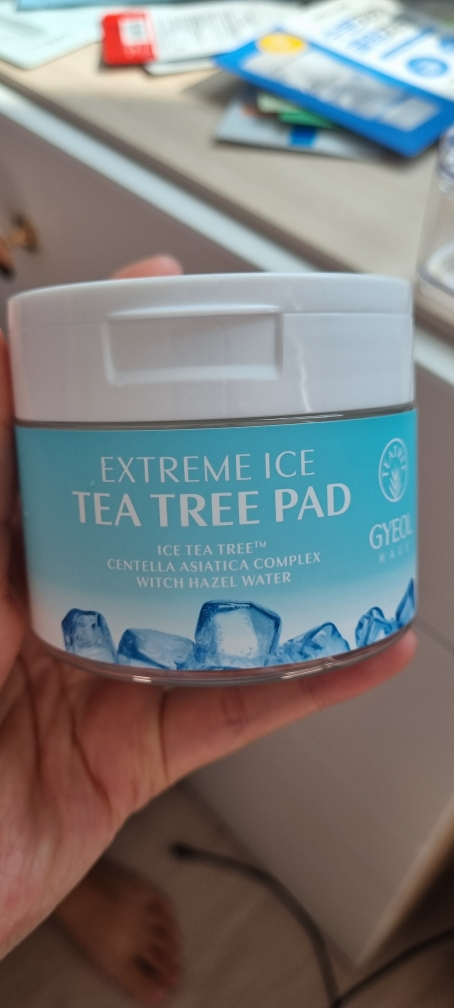 EXTREME ICE
TEA TREE PAD
ICE TEA TREE™
CENTELLA ASIATICA COMPLEX
WITCH HAZEL WATER
GYEOL